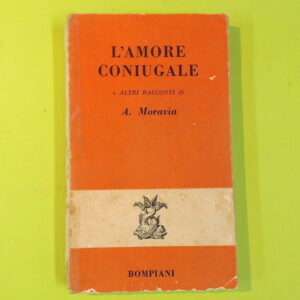 L'AMORE
CONIUGALE
e ALTRI RACCONTI di
A. Moravia
BOMPIANI